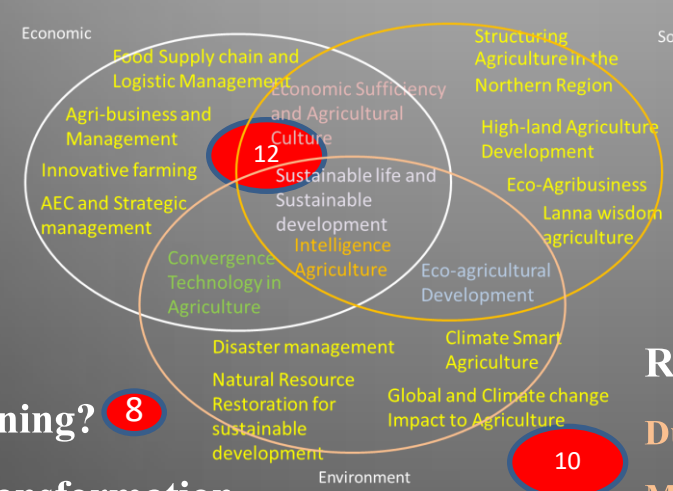 Economic
Food Supply chain and
Logistic Management
Agri-business and
Management
Innovative farming
AEC and Strategic
management
12
Economic Sufficiency
and Agricultural
Culture
Sustainable life and
Sustainable
development
Intelligence
Agriculture
Structuring
Agriculture in the
Northern Region
High-land Agriculture
Development
Eco-Agribusiness
Lanna wisdom
agriculture
Convergence
Technology in
Agriculture
Eco-agricultural
Development
Disaster management
Natural Resource
Restoration for
sustainable
development
Climate Smart
Agriculture
Global and Climate change
Impact to Agriculture
Environment
ning?
8
10